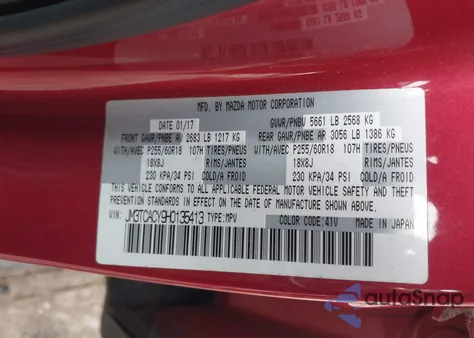 MFD. BY MAZDA MOTOR CORPORATION
DATE 01/17 GVWR/PNBV 5661 LB 2568 KG
FRONT GAWR/PNBE AV 2683 LB 1217 KG REAR GAWR/PNBE AR 3056 LB 1386 KG
WITH/AVEC P255/60R18 107H TIRES/PNEUS WITH/AVEC P255/60R18 107H TIRES/PNEUS
18X8J RIMS/JANTES 18X8J RIMS/JANTES
230 KPA/34 PSI COLD/A FROID 230 KPA/34 PSI COLD/A FROID
THIS VEHICLE CONFORMS TO ALL APPLICABLE FEDERAL MOTOR VEHICLE SAFETY, BUMPER, AND THEFT
PREVENTION STANDARDS IN EFFECT ON THE DATE OF MANUFACTURE SHOWN ABOVE.
VIN: JM3TCACY9H0135413 TYPE:MPV COLOR CODE:41V MADE IN JAPAN
autoSnap